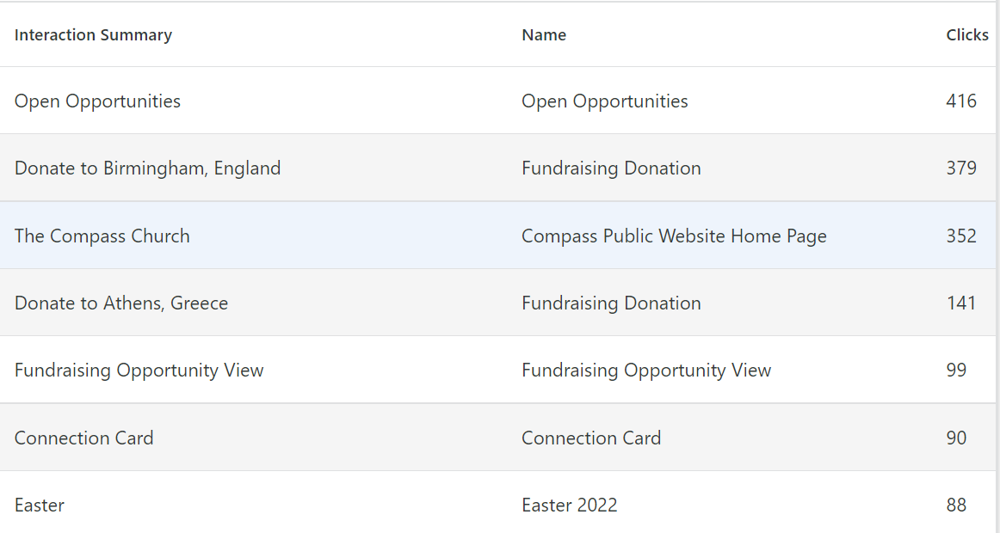 Interaction Summary Name Clicks
Open Opportunities Open Opportunities 416
Donate to Birmingham, England Fundraising Donation 379
The Compass Church Compass Public Website Home Page 352
Donate to Athens, Greece Fundraising Donation 141
Fundraising Opportunity View Fundraising Opportunity View 99
Connection Card Connection Card 90
Easter Easter 2022 88